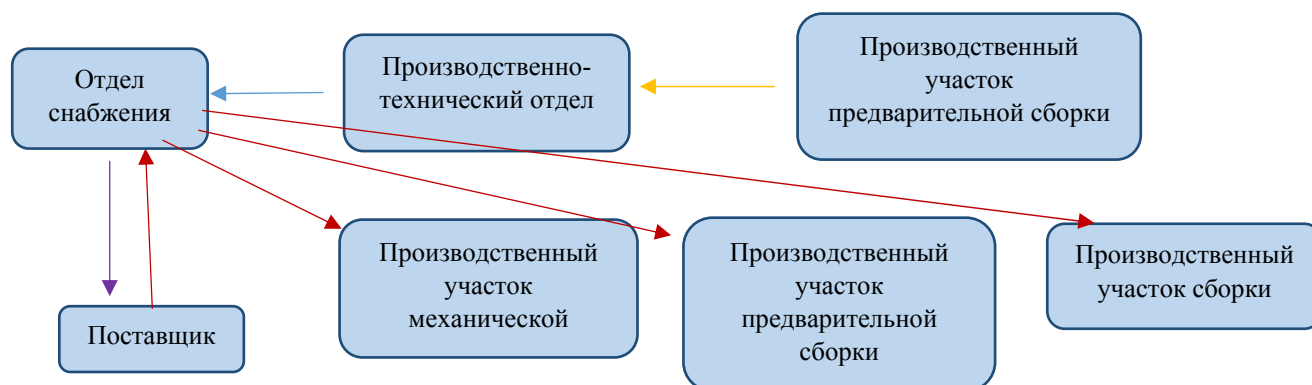 Отдел
снабжения
Производственно-
технический отдел
Производственный
участок
предварительной сборки
Поставщик
Производственный
участок
механической
Производственный
участок
предварительной
сборки
Производственный
участок сборки